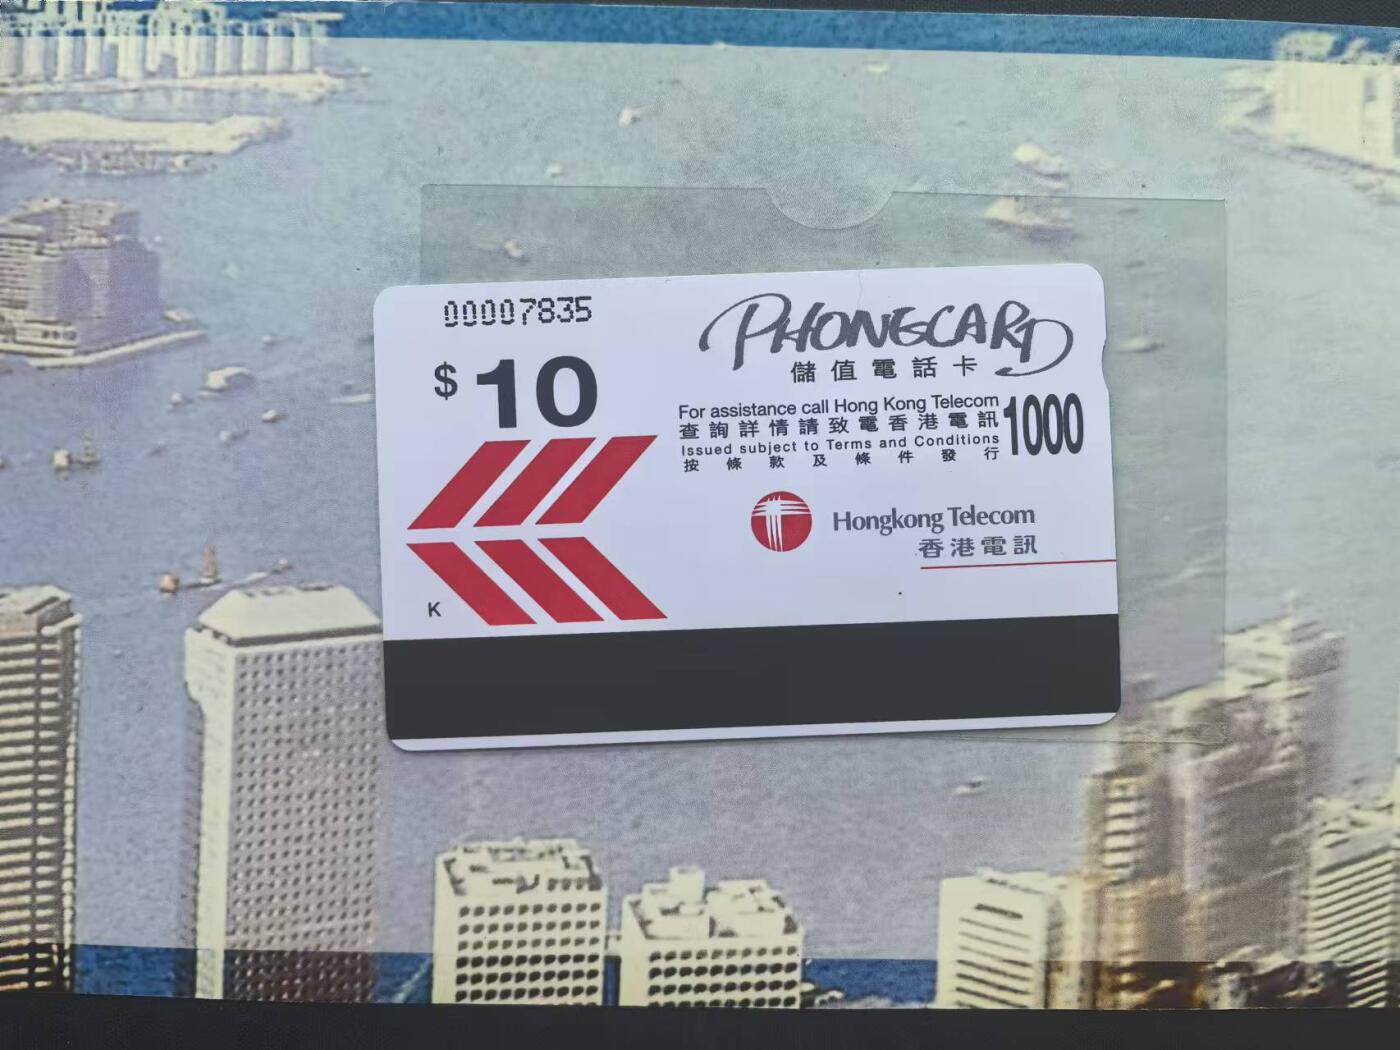 00007835
$10
PHONECARD
儲值電話卡
For assistance call Hong Kong Telecom
查詢詳情請致電香港電訊
1000
Issued subject to Terms and Conditions
按條款及條件發行
Hongkong Telecom
香港電訊
K